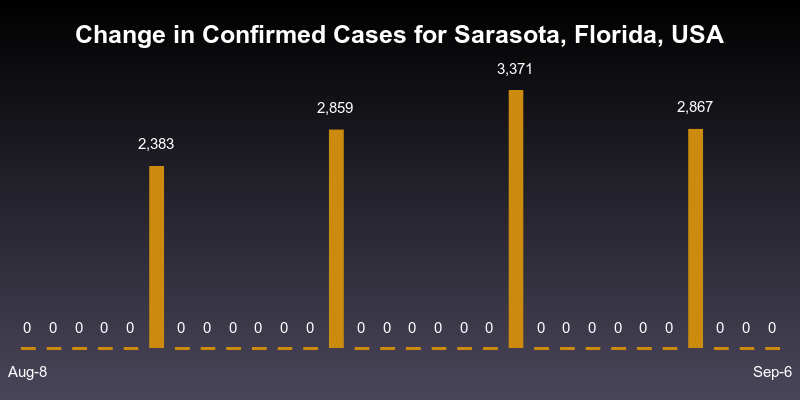 Change in Confirmed Cases for Sarasota, Florida, USA
3,371
2,859
2,867
2,383
0 0 0 0 0 0 0 0 0 0 0 0 0 0 0 0 0 0 0 0 0 0 0 0 0 0
Aug-8 Sep-6